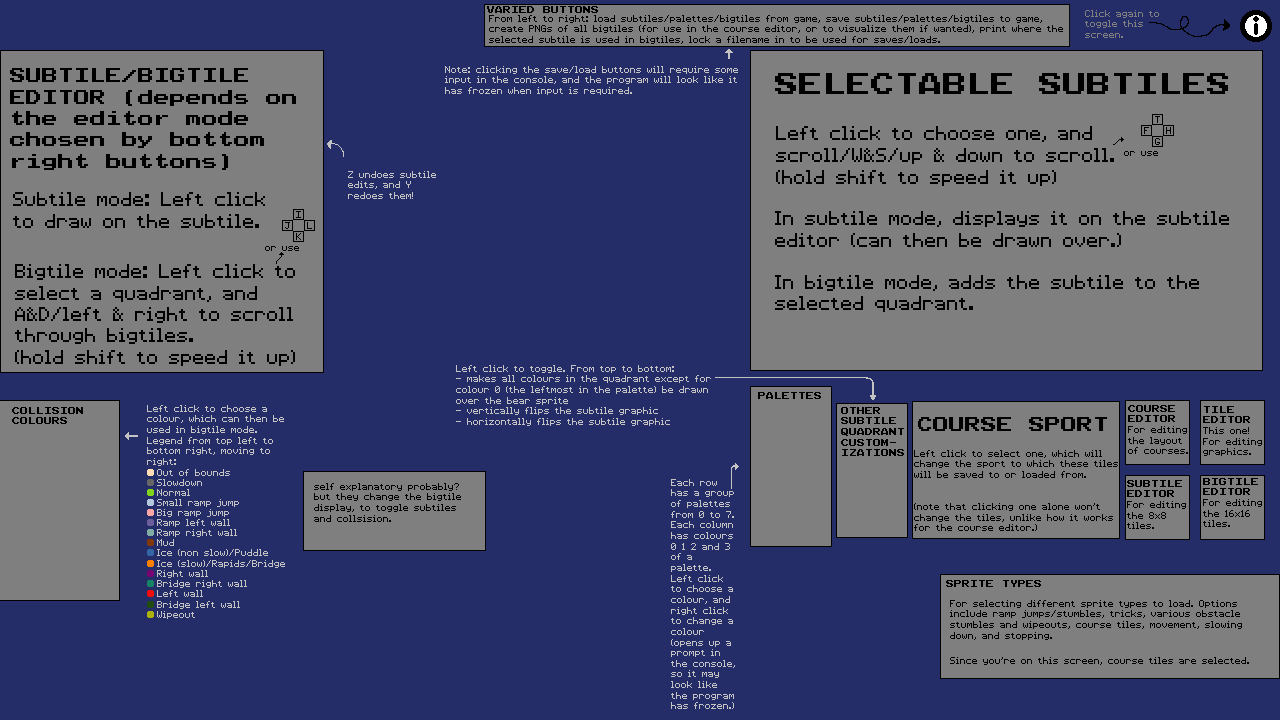 VARIED BUTTONS
From left to right: load subtiles/palettes/bigtiles from game, save subtiles/palettes/bigtiles to game,
create PNGs of all bigtiles (for use in the course editor, or to visualize them if wanted), print where the
selected subtile is used in bigtiles, lock a filename in to be used for saves/loads.
Click again to
toggle this
screen.
i
Note: clicking the save/load buttons will require some
input in the console, and the program will look like it
has frozen when input is required.
SUBTILE/BIGTILE
EDITOR (depends on
the editor mode
chosen by bottom
right buttons)
Subtile mode: Left click
to draw on the subtile.
I
J L
K
or use
Bigtile mode: Left click to
select a quadrant, and
A&D/left & right to scroll
through bigtiles.
(hold shift to speed it up)
Z undoes subtile
edits, and Y
redoes them!
SELECTABLE SUBTILES
Left click to choose one, and
scroll/W&S/up & down to scroll.
(hold shift to speed it up)
T
F H
G
or use
In subtile mode, displays it on the subtile
editor (can then be drawn over.)
In bigtile mode, adds the subtile to the
selected quadrant.
Left click to toggle. From top to bottom:
- makes all colours in the quadrant except for
colour 0 (the leftmost in the palette) be drawn
over the bear sprite
- vertically flips the subtile graphic
- horizontally flips the subtile graphic
COLLISION
COLOURS
Left click to choose a
colour, which can then be
used in bigtile mode.
Legend from top left to
bottom right, moving to
right:
Out of bounds
Slowdown
Normal
Small ramp jump
Big ramp jump
Ramp left wall
Ramp right wall
Mud
Ice (non slow)/Puddle
Ice (slow)/Rapids/Bridge
Right wall
Bridge right wall
Left wall
Bridge left wall
Wipeout
self explanatory probably?
but they change the bigtile
display, to toggle subtiles
and collsision.
Each row
has a group
of palettes
from 0 to 7.
Each column
has colours
0 1 2 and 3
of a
palette.
Left click
to choose a
colour, and
right click
to change a
colour
(opens up a
prompt in
the console,
so it may
look like
the program
has frozen.)
PALETTES
OTHER
SUBTILE
QUADRANT
CUSTOM-
IZATIONS
COURSE SPORT
Left click to select one, which will
change the sport to which these tiles
will be saved to or loaded from.
(note that clicking one alone won't
change the tiles, unlike how it works
for the course editor.)
COURSE
EDITOR
For editing
the layout
of courses.
TILE
EDITOR
This one!
For editing
graphics.
SUBTILE
EDITOR
For editing
the 8x8
tiles.
BIGTILE
EDITOR
For editing
the 16x16
tiles.
SPRITE TYPES
For selecting different sprite types to load. Options
include ramp jumps/stumbles, tricks, various obstacle
stumbles and wipeouts, course tiles, movement, slowing
down, and stopping.
Since you're on this screen, course tiles are selected.